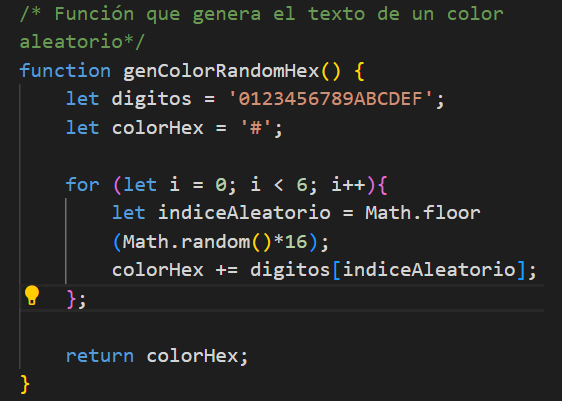 /* Función que genera el texto de un color
aleatorio*/
function genColorRandomHex() {
    let digitos = '0123456789ABCDEF';
    let colorHex = '#';

    for (let i = 0; i < 6; i++){
        let indiceAleatorio = Math.floor
        (Math.random()*16);
        colorHex += digitos[indiceAleatorio];
    };

    return colorHex;
}